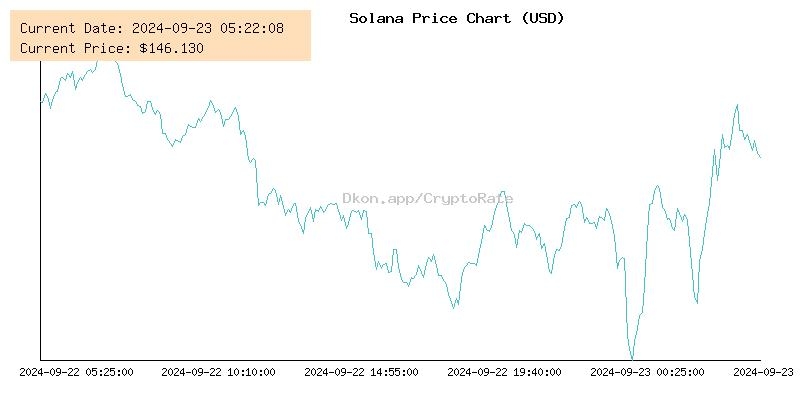 Solana Price Chart (USD)
Current Date: 2024-09-23 05:22:08
Current Price: $146.130
Dkon.app/CryptoRate
2024-09-22 05:25:00
2024-09-22 10:10:00
2024-09-22 14:55:00
2024-09-22 19:40:00
2024-09-23 00:25:00
2024-09-23